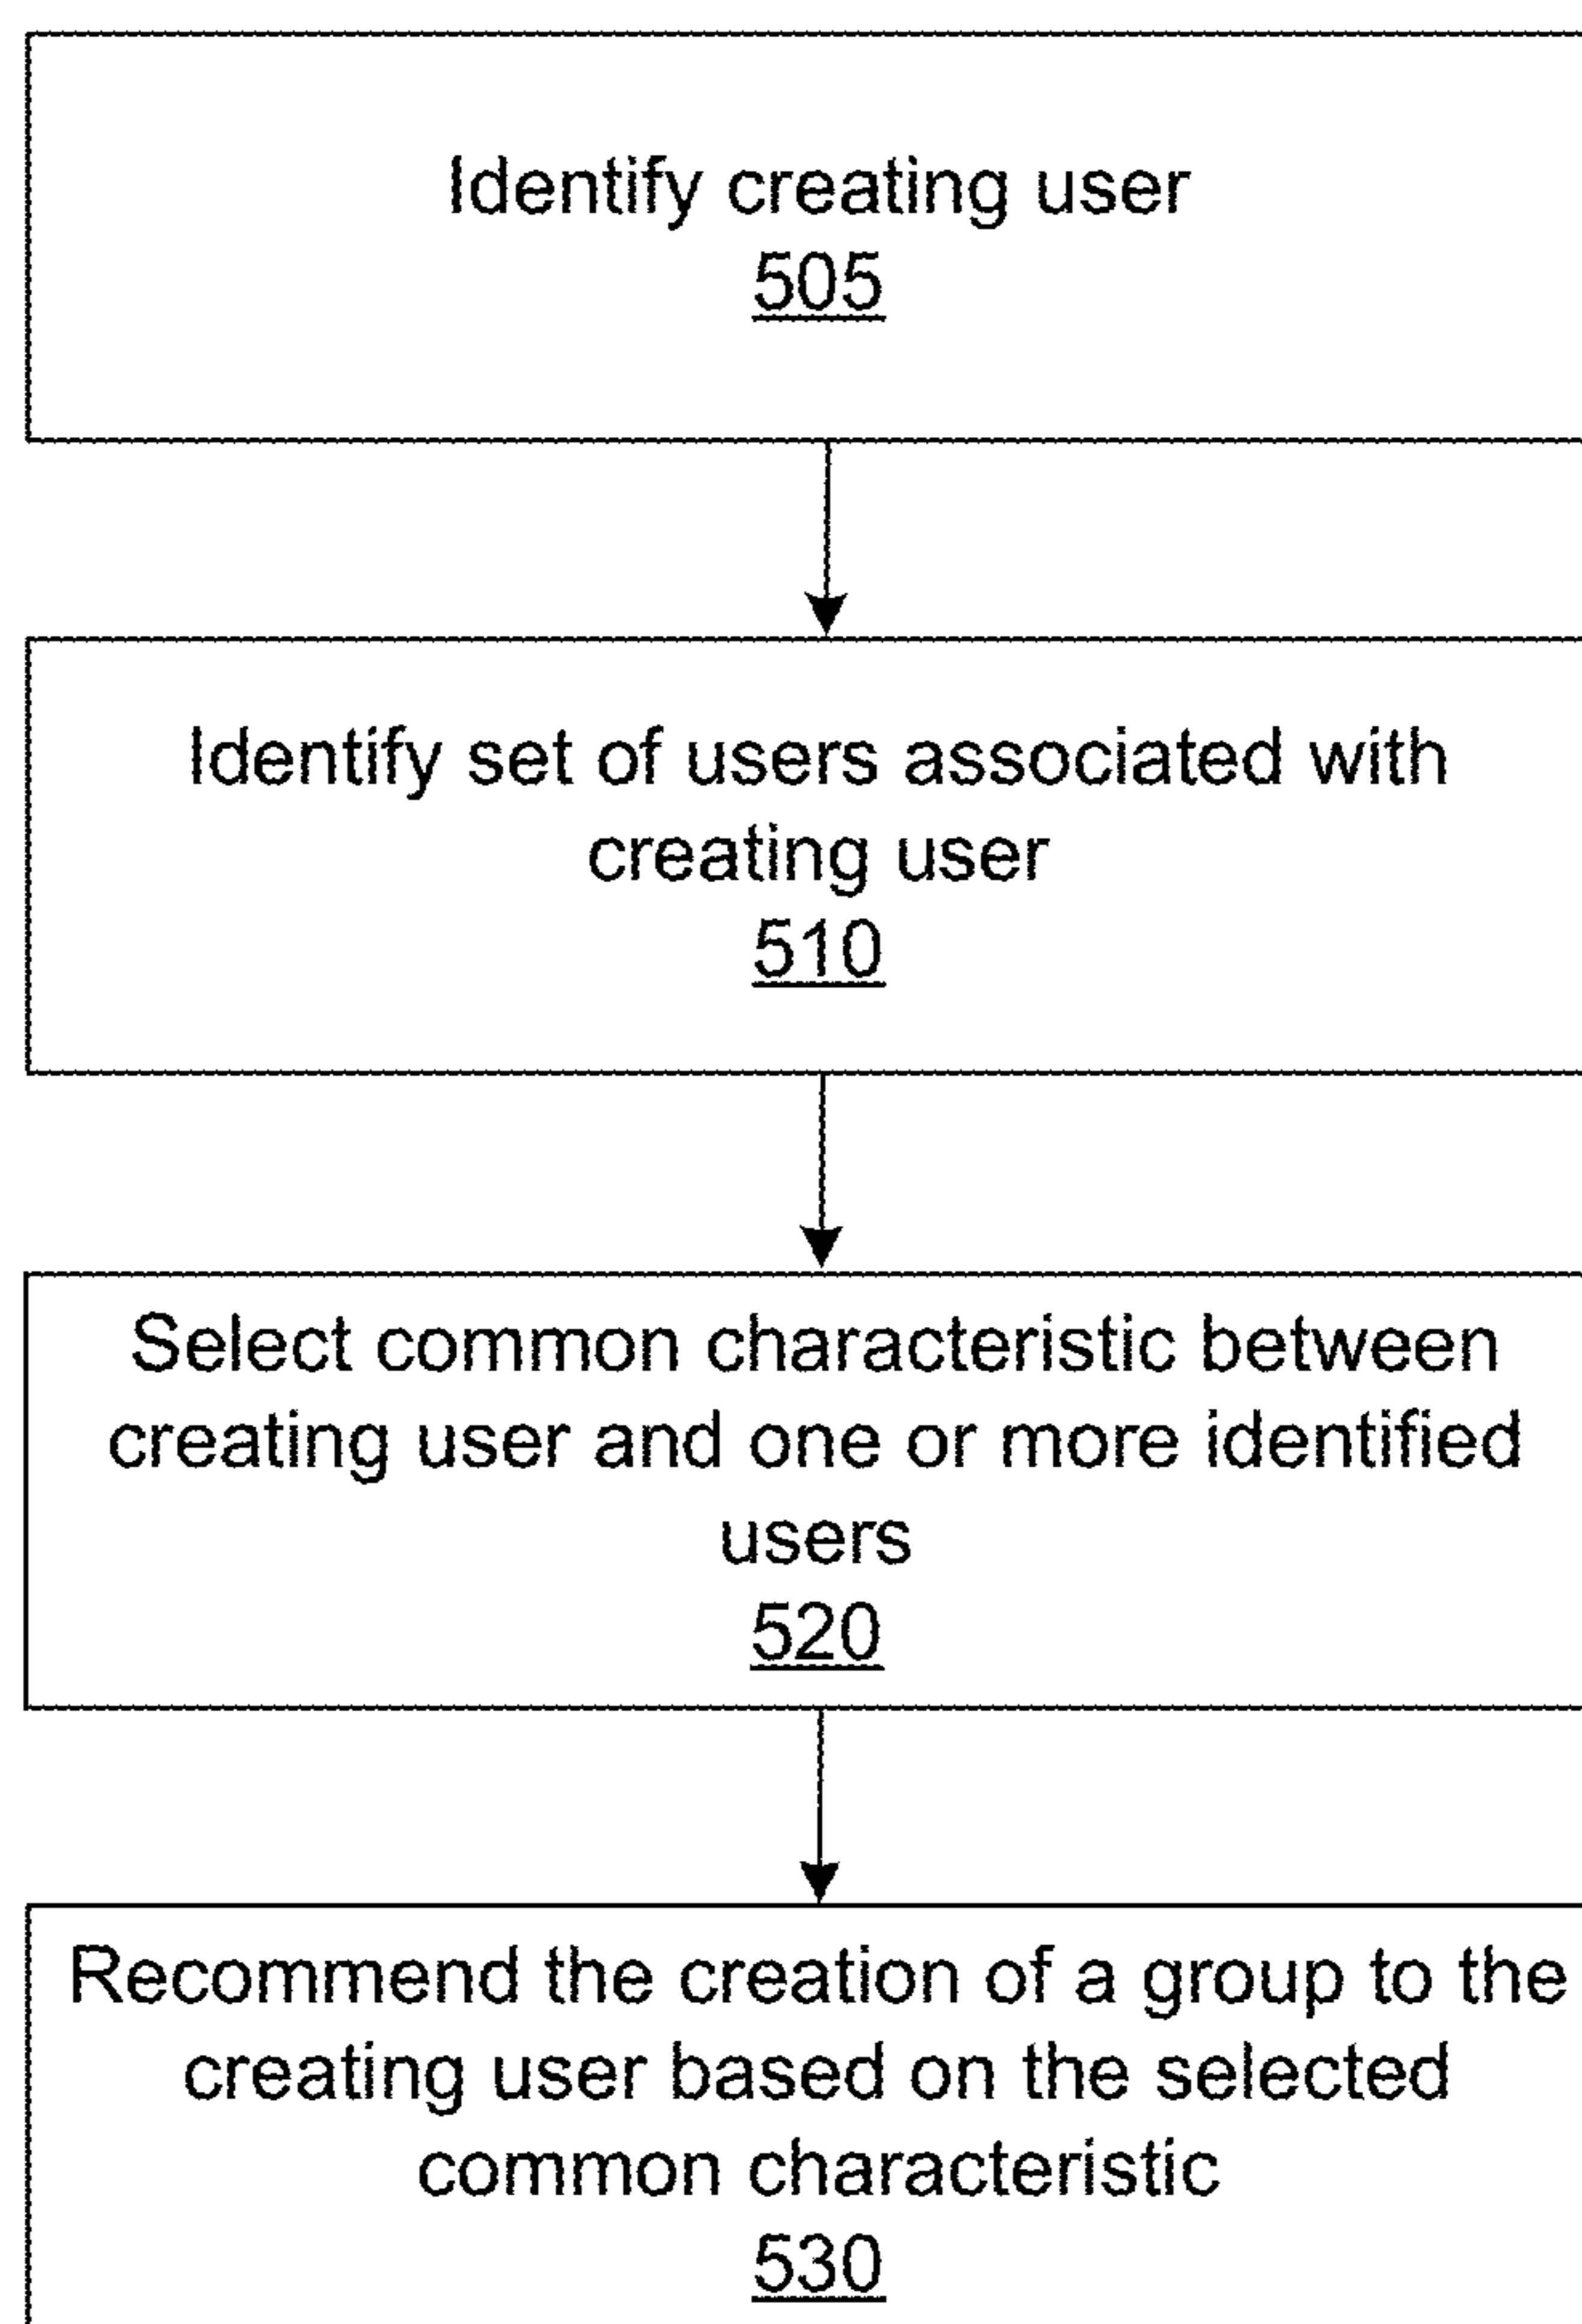 Identify creating user
505
Identify set of users associated with
creating user
510
Select common characteristic between
creating user and one or more identified
users
520
Recommend the creation of a group to the
creating user based on the selected
common characteristic
530